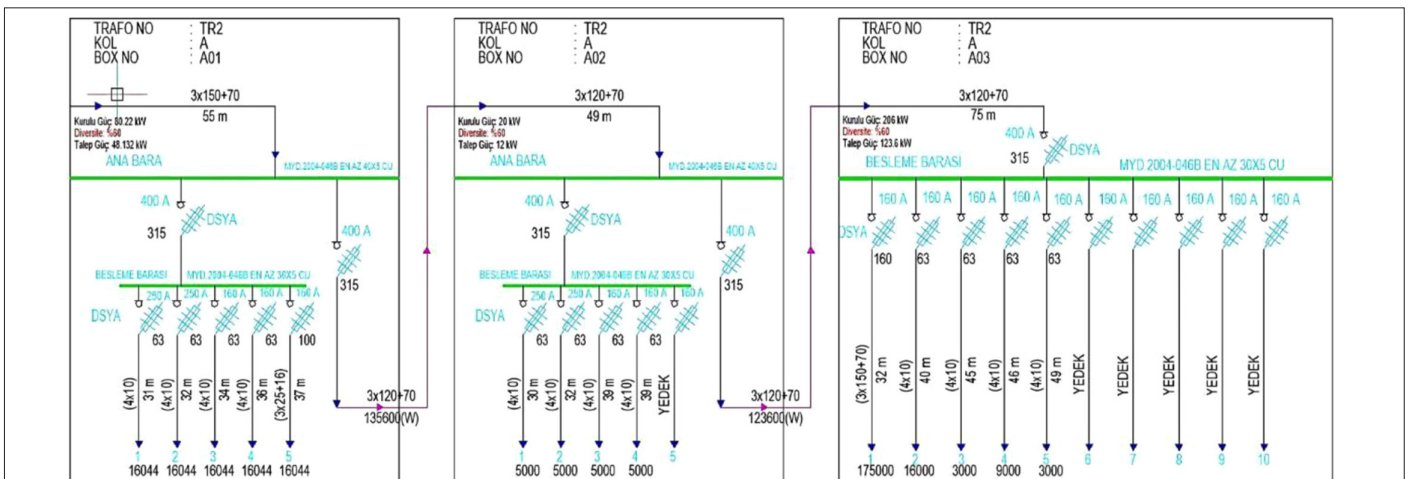 TRAFO NO : TR2
KOL : A
BOX NO : A01
3x150+70
55 m
Kurulu Güç: 80.22 kW
Diversite: %60
Talep Güç: 48.132 kW
ANA BARA
MYD.2004-046B EN AZ 40X5 CU
400 A
DSYA
315
400 A
315
BESLEME BARASI
MYD.2004-046B EN AZ 30X5 CU
250 A 250 A 160 A 160 A 160 A
DSYA
63 63 63 63 100
(4x10) 31 m
(4x10) 32 m
(4x10) 34 m
(4x10) 36 m
(3x25+16) 37 m
1 2 3 4 5
16044 16044 16044 16044 16044
3x120+70
135600(W)
TRAFO NO : TR2
KOL : A
BOX NO : A02
3x120+70
49 m
Kurulu Güç: 20 kW
Diversite: %60
Talep Güç: 12 kW
ANA BARA
MYD.2004-046B EN AZ 40X5 CU
400 A
DSYA
315
400 A
315
BESLEME BARASI
MYD.2004-046B EN AZ 30X5 CU
250 A 250 A 160 A 160 A 160 A
DSYA
63 63 63 63
(4x10) 30 m
(4x10) 32 m
(4x10) 39 m
(4x10) 39 m
YEDEK
1 2 3 4 5
5000 5000 5000 5000
3x120+70
123600(W)
TRAFO NO : TR2
KOL : A
BOX NO : A03
3x120+70
75 m
Kurulu Güç: 206 kW
Diversite: %60
Talep Güç: 123.6 kW
400 A
DSYA
315
BESLEME BARASI
MYD.2004-046B EN AZ 30X5 CU
160 A 160 A 160 A 160 A 160 A 160 A 160 A 160 A 160 A 160 A
DSYA
160 63 63 63 63
(3x150+70) 32 m
(4x10) 40 m
(4x10) 45 m
(4x10) 46 m
(4x10) 49 m
YEDEK
YEDEK
YEDEK
YEDEK
YEDEK
1 2 3 4 5 6 7 8 9 10
175000 16000 3000 9000 3000